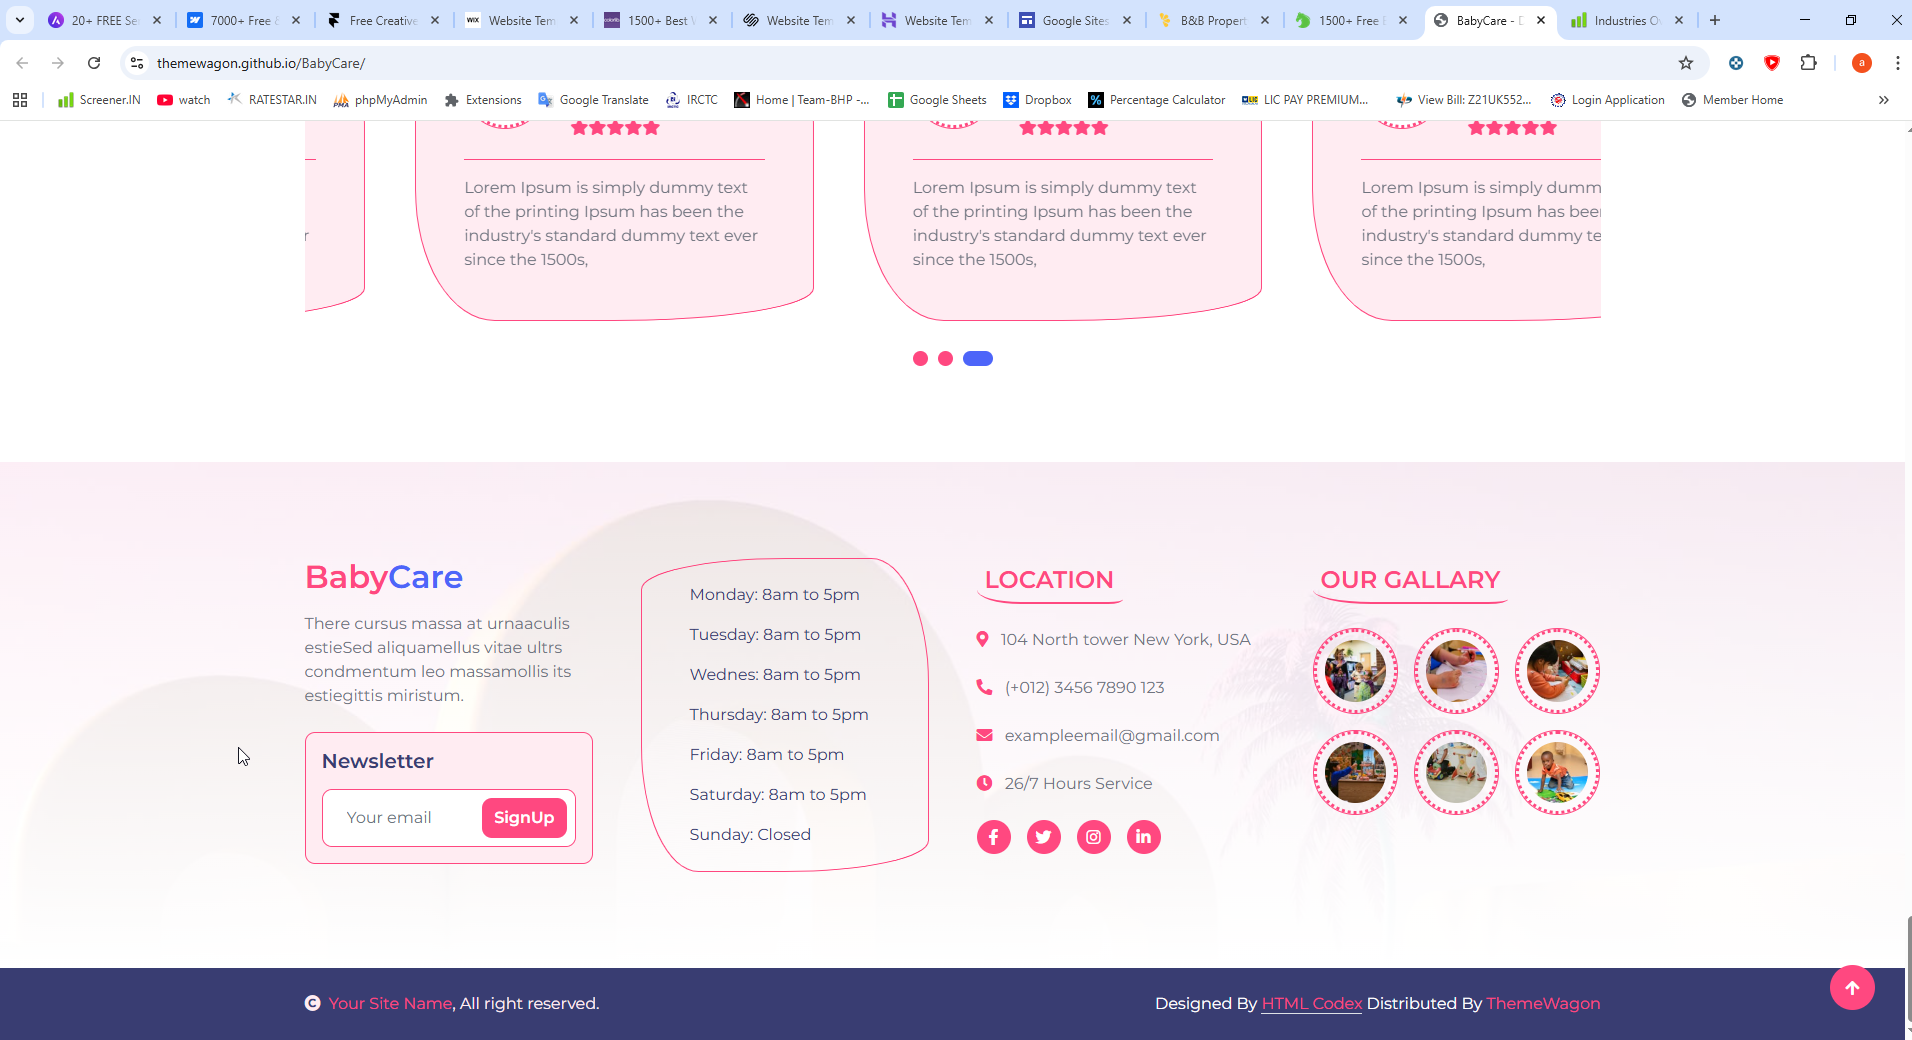 20+ FREE Se
7000+ Free &
Free Creative
Website Tem
1500+ Best V
Website Tem
Website Tem
Google Sites
B&B Propert
1500+ Free
BabyCare - D
Industries Ov
themewagon.github.io/BabyCare/
a
Screener.IN
watch
RATESTAR.IN
phpMyAdmin
Extensions
Google Translate
IRCTC
Home | Team-BHP -...
Google Sheets
Dropbox
Percentage Calculator
LIC PAY PREMIUM...
View Bill: Z21UK552...
Login Application
Member Home
Lorem Ipsum is simply dummy text
of the printing Ipsum has been the
industry's standard dummy text ever
since the 1500s,
Lorem Ipsum is simply dummy text
of the printing Ipsum has been the
industry's standard dummy text ever
since the 1500s,
Lorem Ipsum is simply dumm
of the printing Ipsum has bee
industry's standard dummy te
since the 1500s,
BabyCare
There cursus massa at urnaaculis
estieSed aliquamellus vitae ultrs
condmentum leo massamollis its
estiegittis miristum.
Newsletter
Your email
SignUp
Monday: 8am to 5pm
Tuesday: 8am to 5pm
Wednes: 8am to 5pm
Thursday: 8am to 5pm
Friday: 8am to 5pm
Saturday: 8am to 5pm
Sunday: Closed
LOCATION
104 North tower New York, USA
(+012) 3456 7890 123
exampleemail@gmail.com
26/7 Hours Service
OUR GALLARY
© Your Site Name, All right reserved.
Designed By HTML Codex Distributed By ThemeWagon